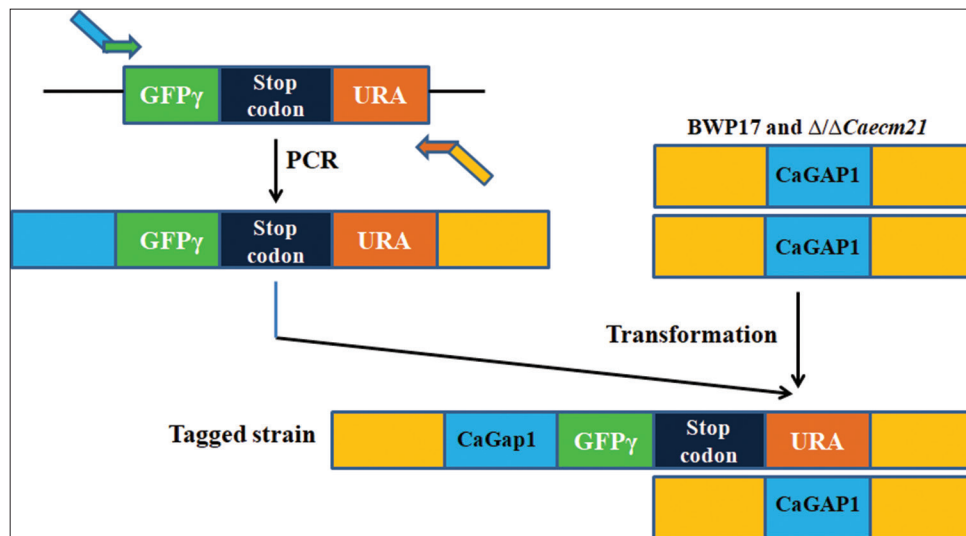 GFPγ Stop codon URA
PCR
BWP17 and Δ/ΔCaecm21
CaGAP1
CaGAP1
GFPγ Stop codon URA
Transformation
Tagged strain
CaGap1 GFPγ Stop codon URA
CaGAP1